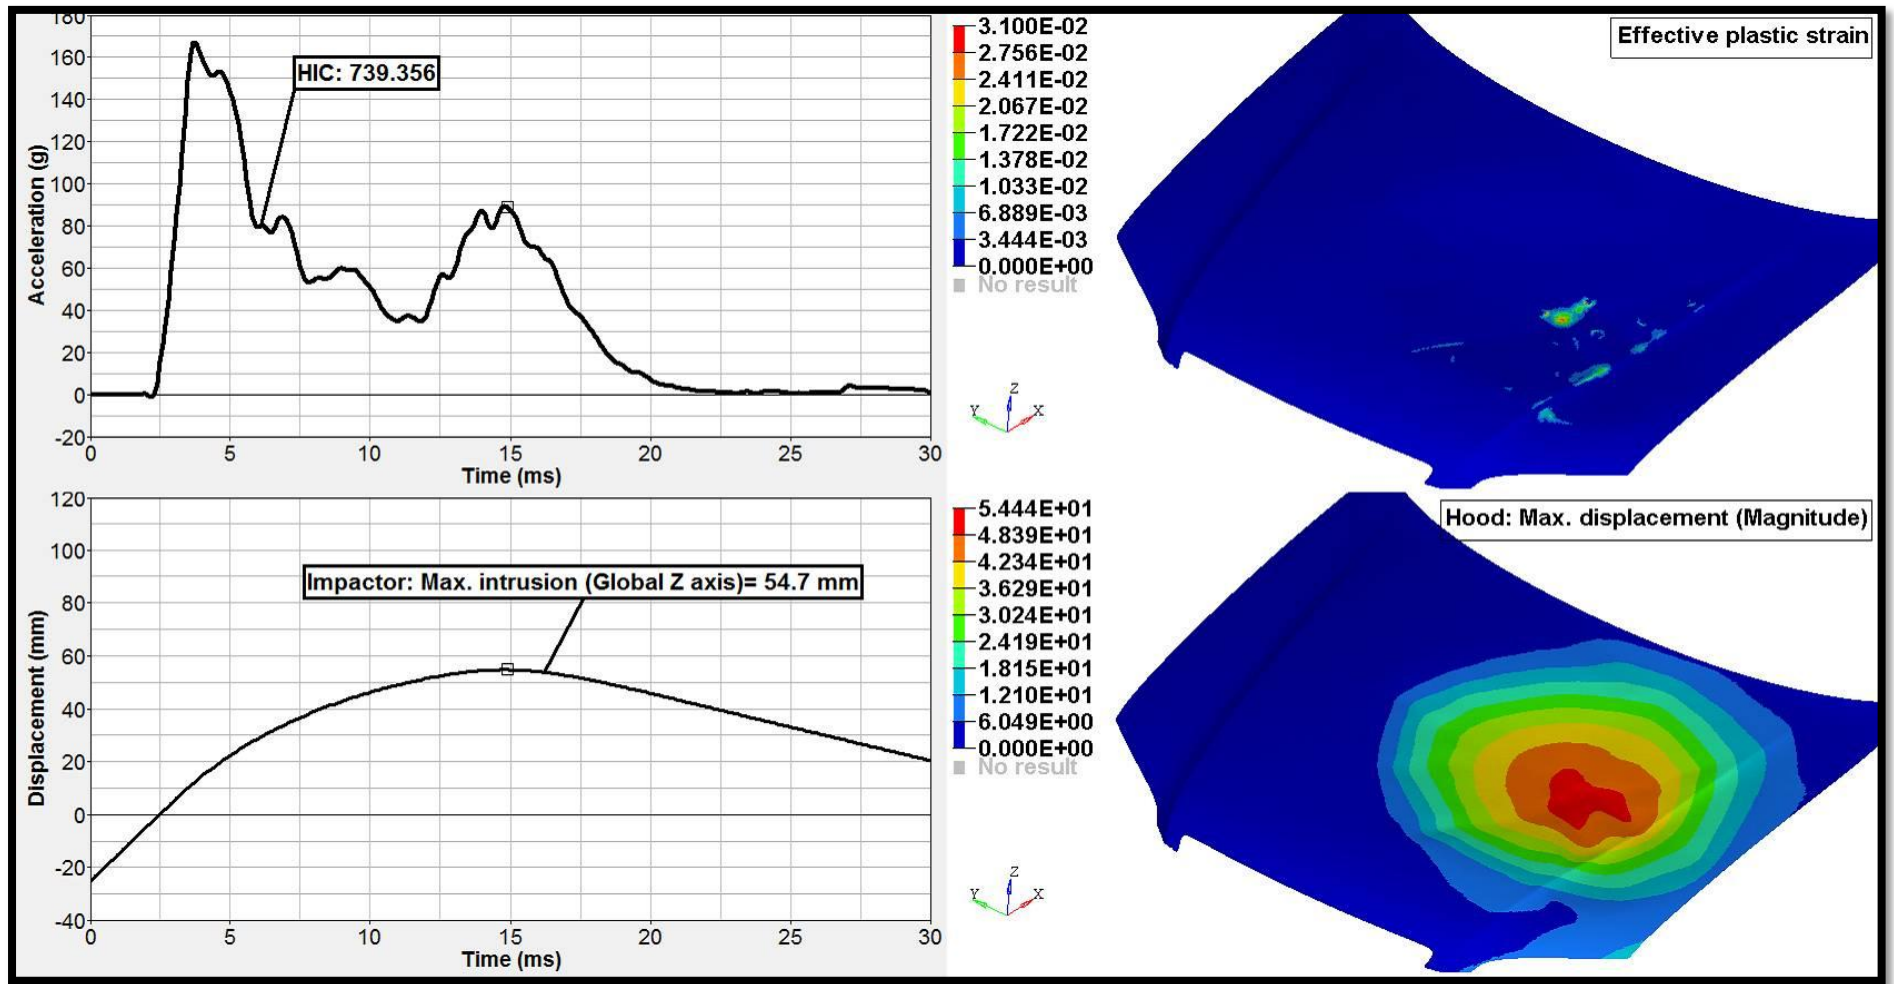 180
160
140
120
100
80
60
40
20
0
-20
Acceleration (g)
HIC: 739.356
0 5 10 15 20 25 30
Time (ms)
3.100E-02
2.756E-02
2.411E-02
2.067E-02
1.722E-02
1.378E-02
1.033E-02
6.889E-03
3.444E-03
0.000E+00
No result
Effective plastic strain
Z
Y
X
120
100
80
60
40
20
0
-20
-40
Displacement (mm)
Impactor: Max. intrusion (Global Z axis)= 54.7 mm
0 5 10 15 20 25 30
Time (ms)
5.444E+01
4.839E+01
4.234E+01
3.629E+01
3.024E+01
2.419E+01
1.815E+01
1.210E+01
6.049E+00
0.000E+00
No result
Hood: Max. displacement (Magnitude)
Z
Y
X